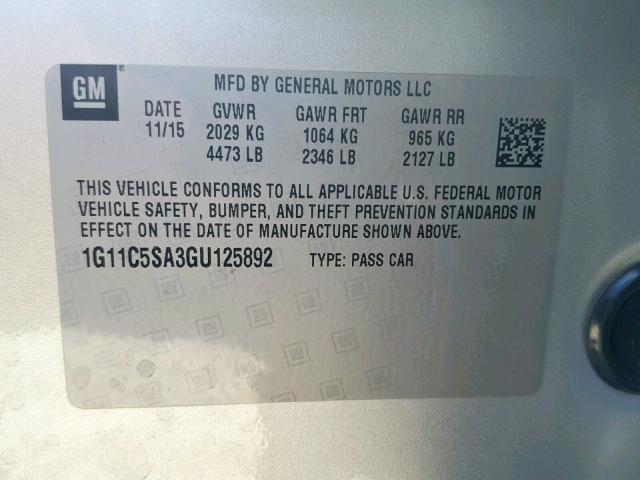 GM
MFD BY GENERAL MOTORS LLC
DATE GVWR GAWR FRT GAWR RR
11/15 2029 KG 1064 KG 965 KG
4473 LB 2346 LB 2127 LB
THIS VEHICLE CONFORMS TO ALL APPLICABLE U.S. FEDERAL MOTOR
VEHICLE SAFETY, BUMPER, AND THEFT PREVENTION STANDARDS IN
EFFECT ON THE DATE OF MANUFACTURE SHOWN ABOVE.
1G11C5SA3GU125892 TYPE: PASS CAR